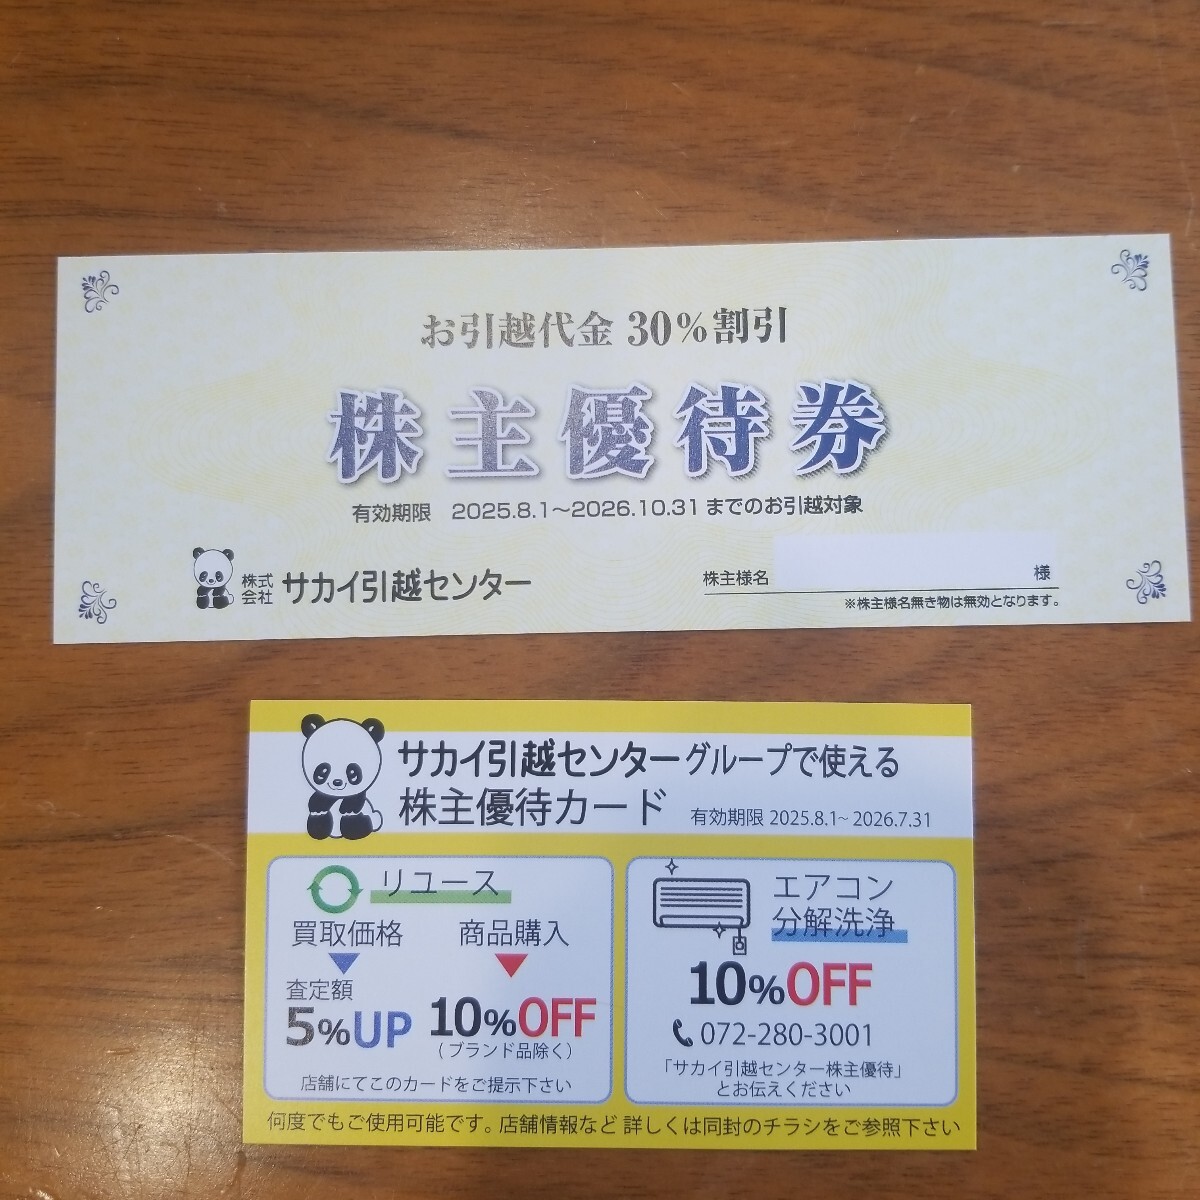 お引越代金 30%割引
株主優待券
有効期限 2025.8.1～2026.10.31までのお引越対象
株式会社 サカイ引越センター
株主様名 様
※株主様名無き物は無効となります。
サカイ引越センターグループで使える
株主優待カード 有効期限 2025.8.1~2026.7.31
リユース
買取価格
査定額
5%UP
商品購入
10%OFF
(ブランド品除く)
店舗にてこのカードをご提示下さい
エアコン
分解洗浄
10%OFF
072-280-3001
「サカイ引越センター株主優待」
とお伝えください
何度でもご使用可能です。店舗情報など 詳しくは同封のチラシをご参照下さい